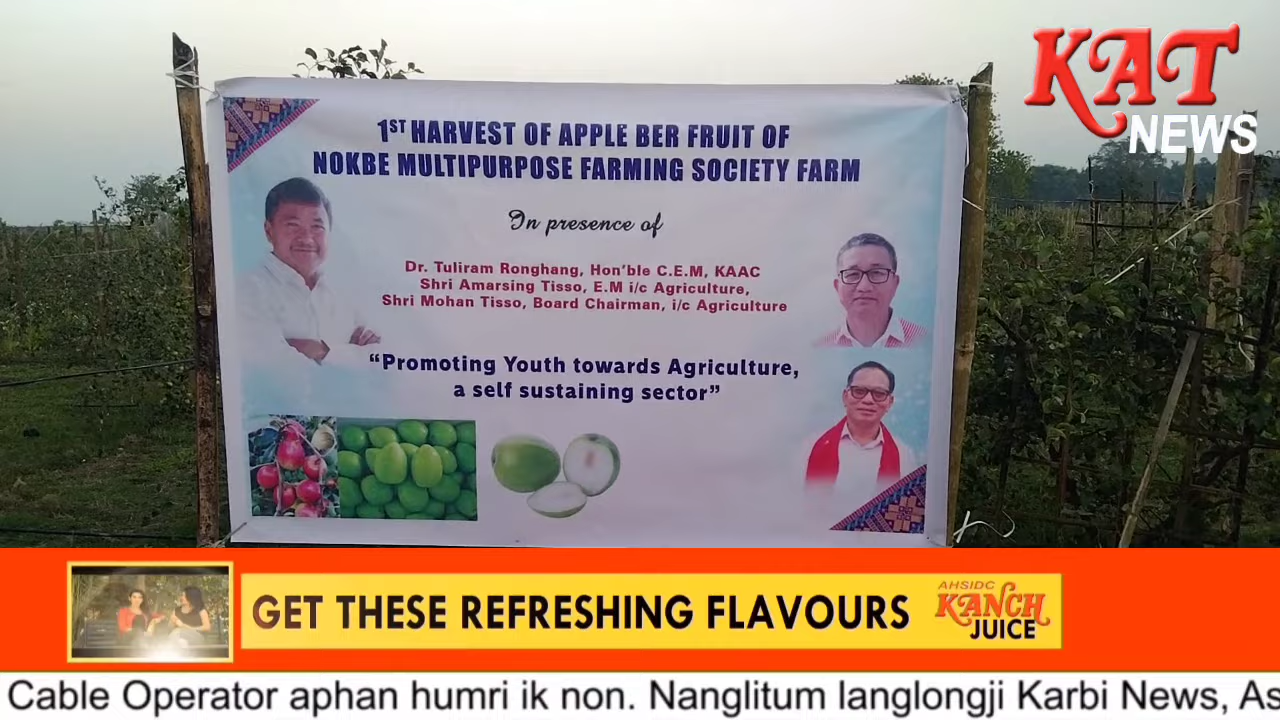 KAT
NEWS
1ST HARVEST OF APPLE BER FRUIT OF
NOKBE MULTIPURPOSE FARMING SOCIETY FARM
In presence of
Dr. Tuliram Ronghang, Hon'ble C.E.M, KAAC
Shri Amarsing Tisso, E.M i/c Agriculture,
Shri Mohan Tisso, Board Chairman, i/c Agriculture
“Promoting Youth towards Agriculture,
a self sustaining sector”
GET THESE REFRESHING FLAVOURS
AHSIDC
KANCH
JUICE
Cable Operator aphan humri ik non. Nanglitum langlongji Karbi News, As